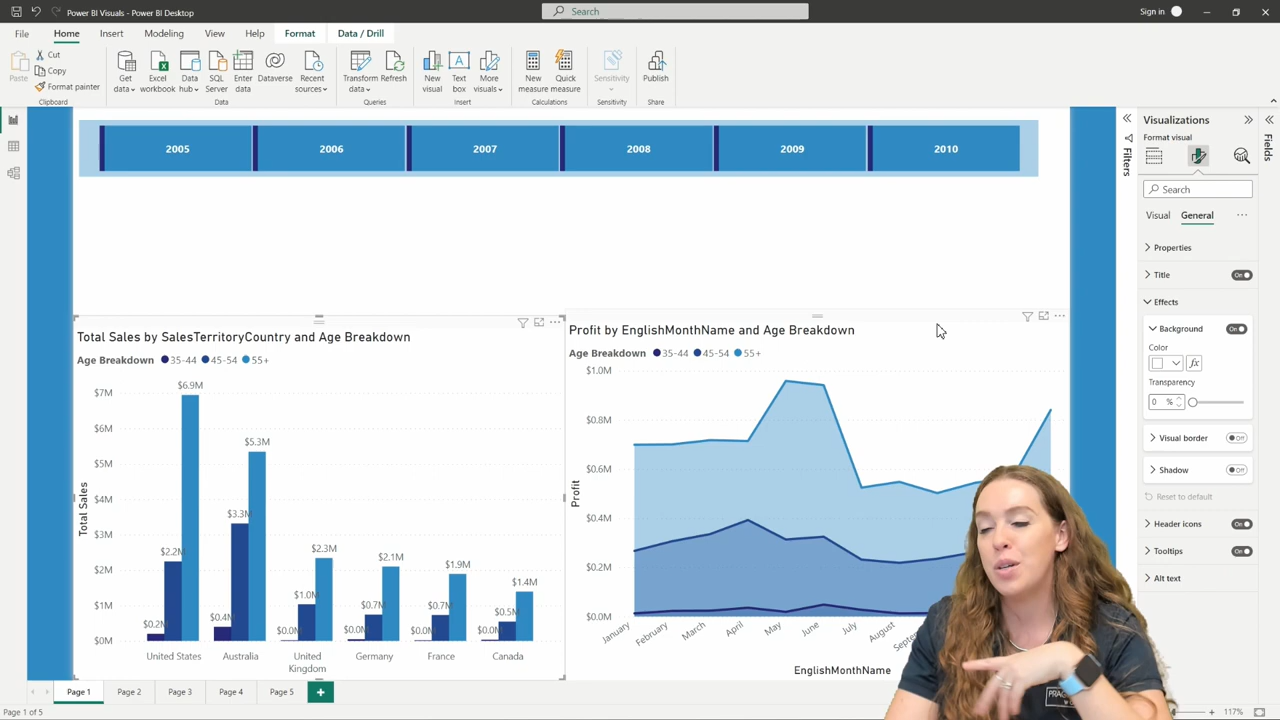 Power BI Visuals - Power BI Desktop
Search
Sign in
File Home Insert Modeling View Help Format Data / Drill
Paste
Cut
Copy
Format painter
Clipboard
Get data
Excel workbook
Data hub
SQL Server
Enter data
Dataverse
Recent sources
Data
Transform data
Refresh
Queries
New visual
Text box
More visuals
Insert
New measure
Quick measure
Calculations
Sensitivity
Sensitivity
Publish
Share
2005 2006 2007 2008 2009 2010
Total Sales by SalesTerritoryCountry and Age Breakdown
Age Breakdown 35-44 45-54 55+
Total Sales
$7M
$6M
$5M
$4M
$3M
$2M
$1M
$0M
$0.2M $2.2M $6.9M
$0.4M $3.3M $5.3M
$0.0M $1.0M $2.3M
$0.0M $0.7M $2.1M
$0.0M $0.7M $1.9M
$0.0M $0.5M $1.4M
United States Australia United Kingdom Germany France Canada
Profit by EnglishMonthName and Age Breakdown
Age Breakdown 35-44 45-54 55+
Profit
$1.0M
$0.8M
$0.6M
$0.4M
$0.2M
$0.0M
January February March April May June July August
EnglishMonthName
Filters
Visualizations
Format visual
Search
Visual General
Properties
Title On
Effects
Background On
Color
fx
Transparency
0 %
Visual border Off
Shadow Off
Reset to default
Header icons On
Tooltips On
Alt text
Fields
Page 1 Page 2 Page 3 Page 4 Page 5 +
Page 1 of 5
117%